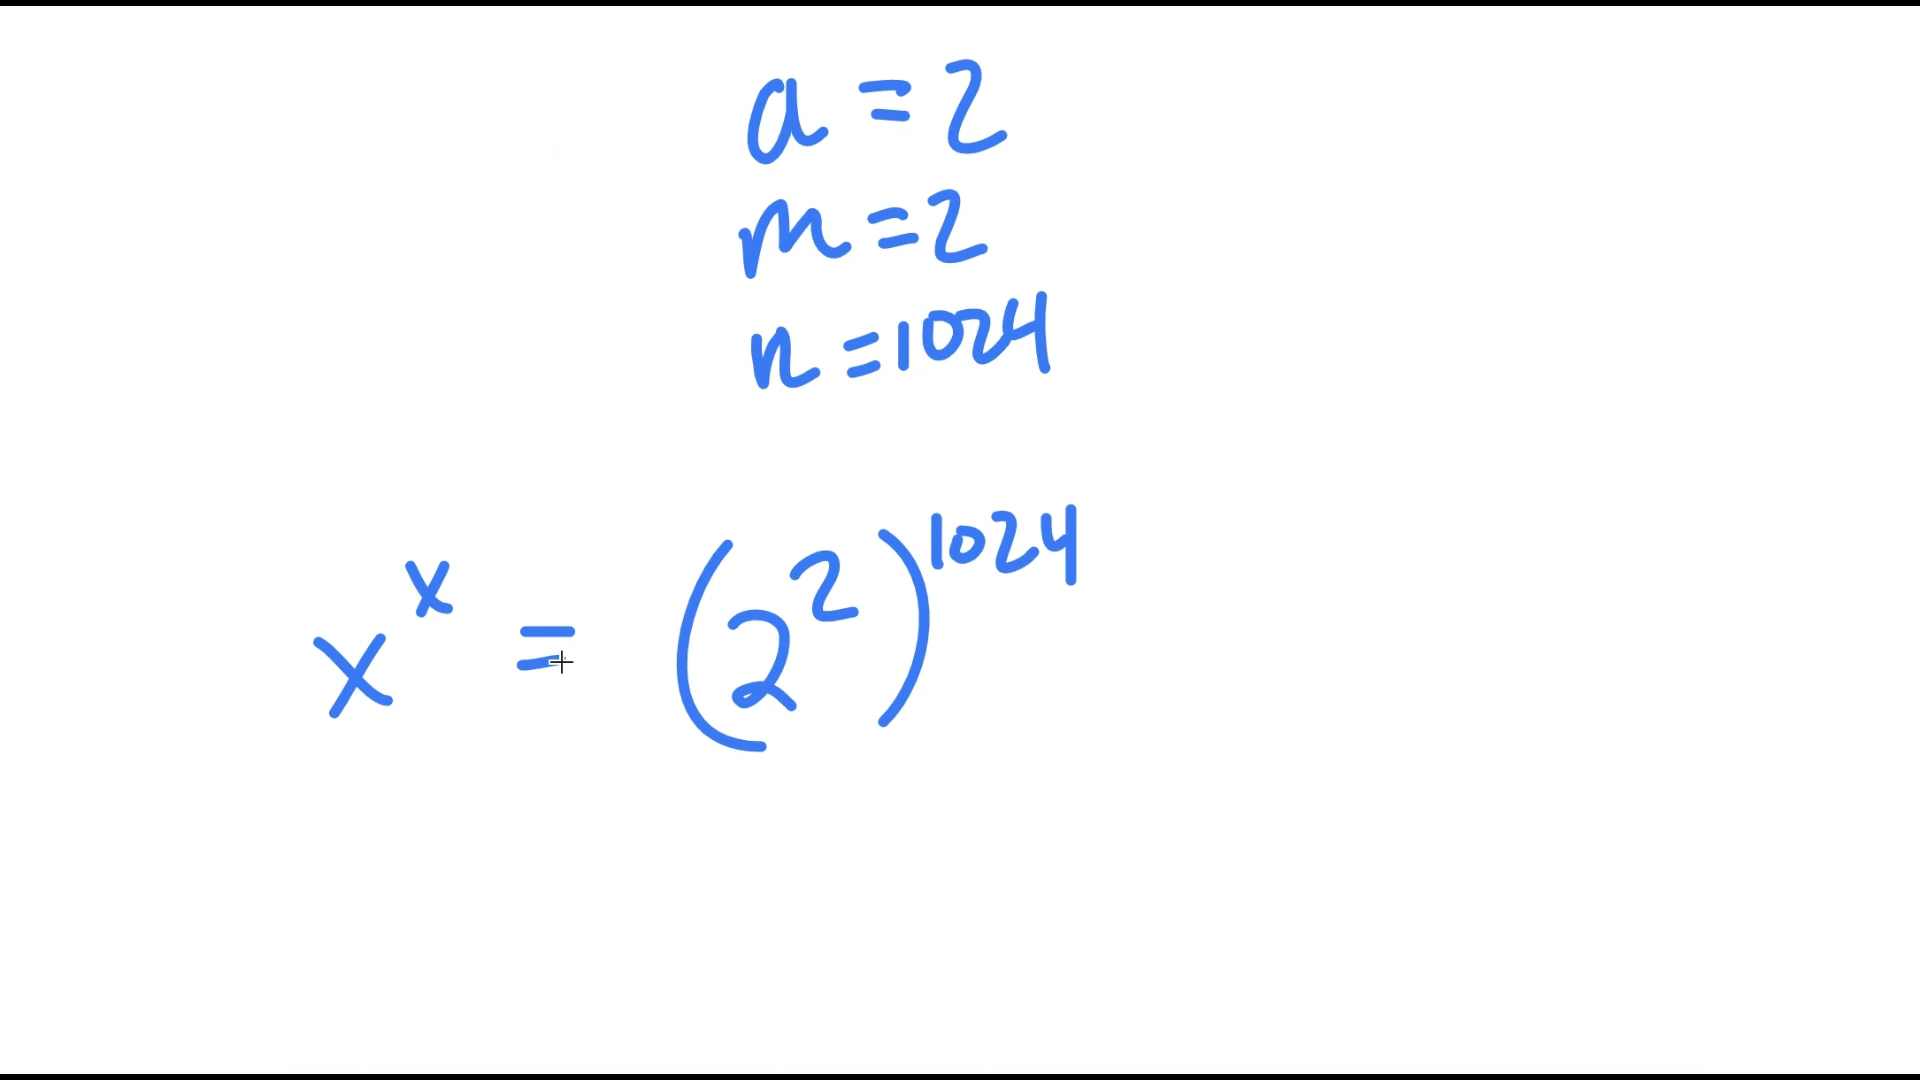 a = 2
m = 2
n = 1024
x^x = (2^2)^1024